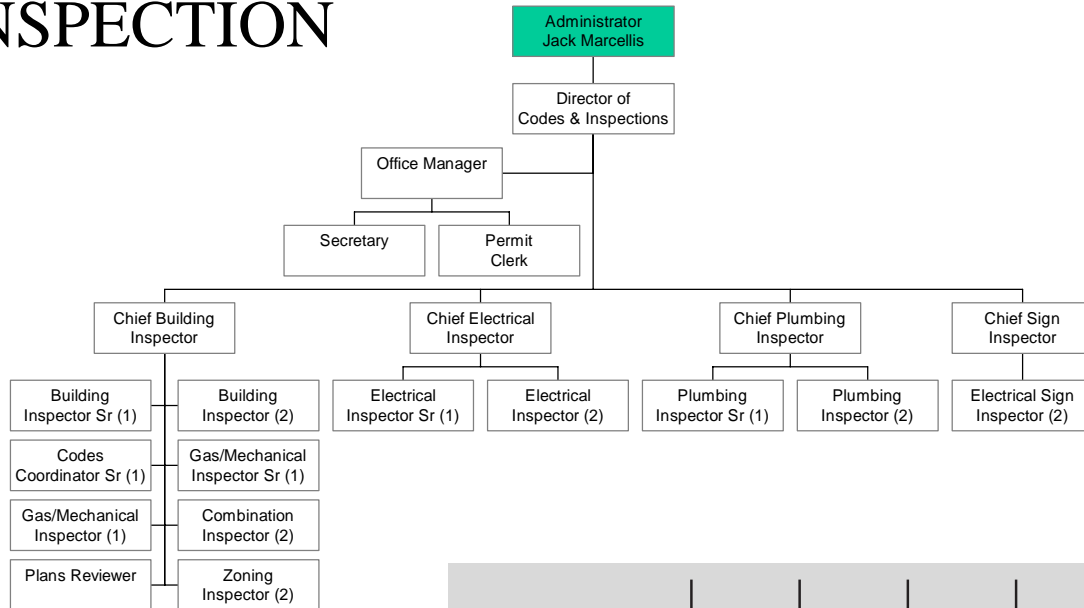 NSPECTION
Administrator
Jack Marcellis
Director of
Codes & Inspections
Office Manager
Secretary
Permit
Clerk
Chief Building
Inspector
Chief Electrical
Inspector
Chief Plumbing
Inspector
Chief Sign
Inspector
Building
Inspector Sr (1)
Building
Inspector (2)
Electrical
Inspector Sr (1)
Electrical
Inspector (2)
Plumbing
Inspector Sr (1)
Plumbing
Inspector (2)
Electrical Sign
Inspector (2)
Codes
Coordinator Sr (1)
Gas/Mechanical
Inspector Sr (1)
Gas/Mechanical
Inspector (1)
Combination
Inspector (2)
Plans Reviewer
Zoning
Inspector (2)